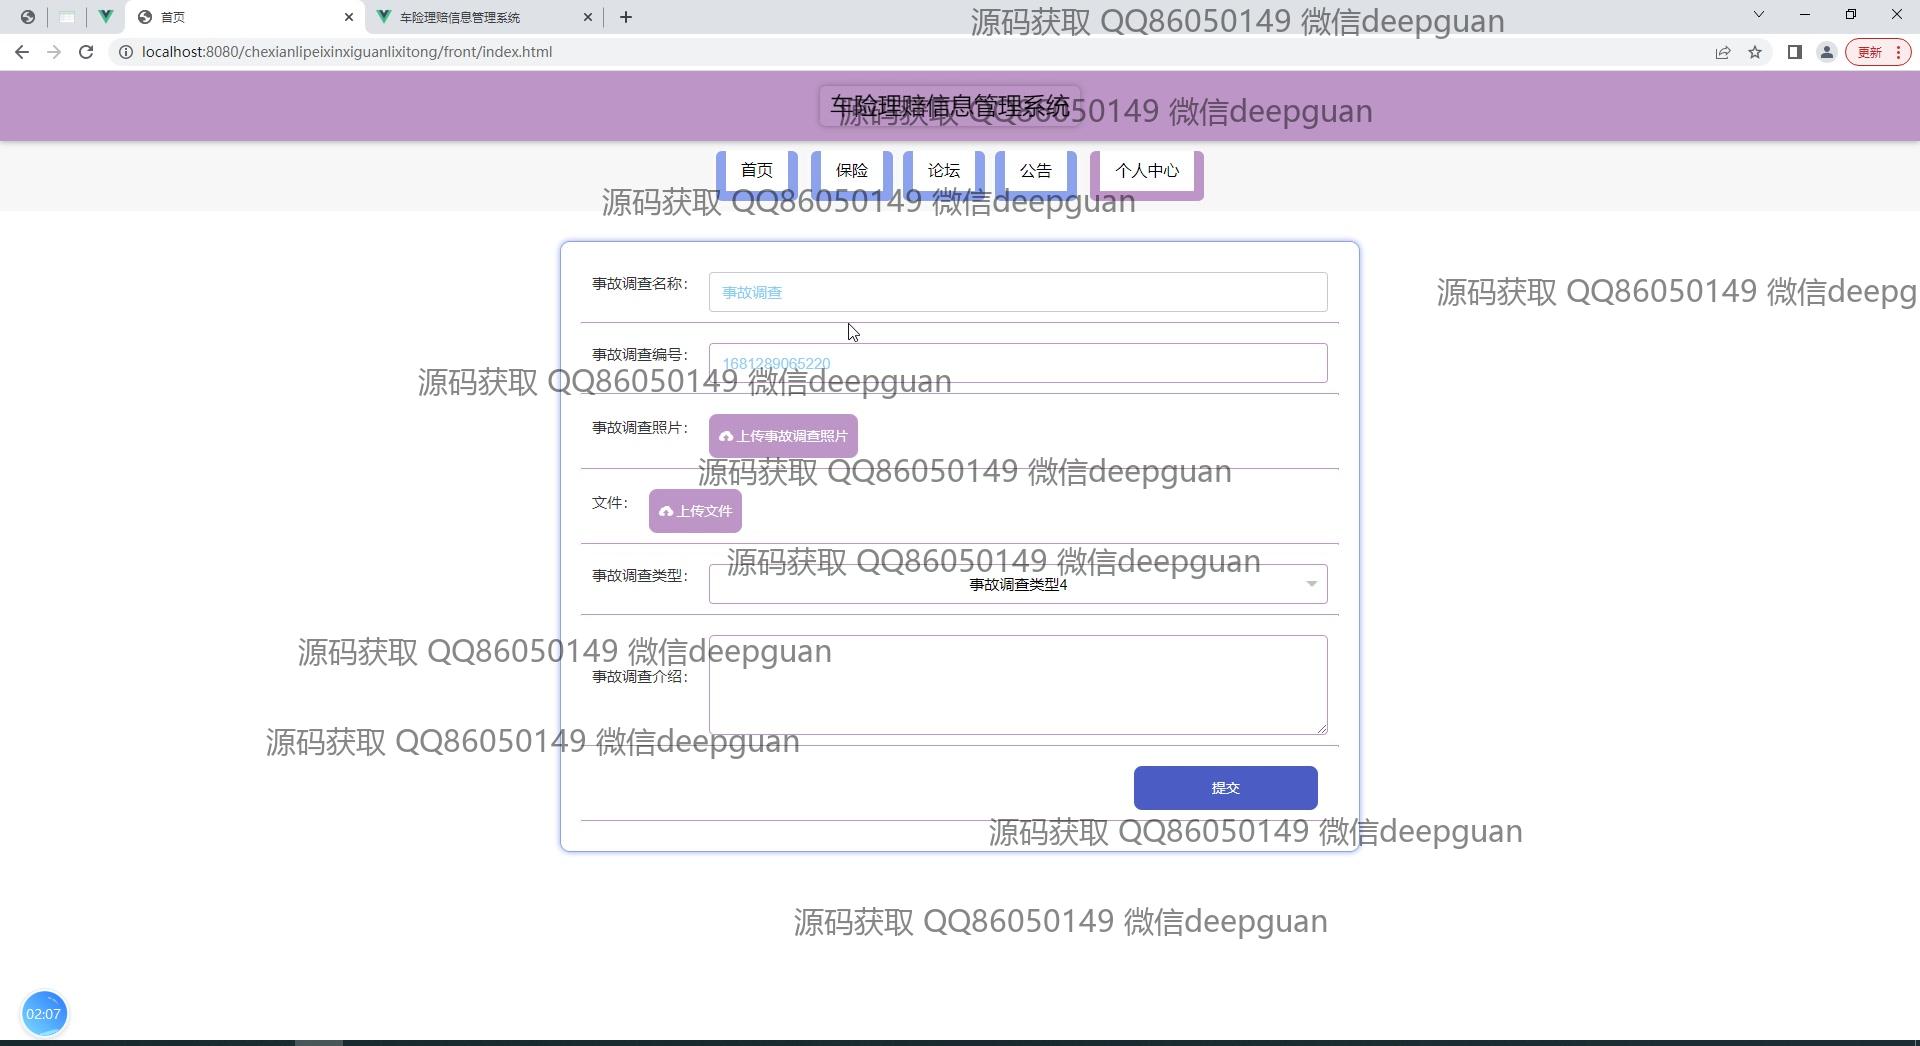 首页
车险理赔信息管理系统
源码获取 QQ86050149 微信deepguan
localhost:8080/chexianlipeixinxiguanlixitong/front/index.html
更新
车险理赔信息管理系统
源码获取 QQ86050149 微信deepguan
首页 保险 论坛 公告 个人中心
源码获取 QQ86050149 微信deepguan
事故调查名称：
事故调查
源码获取 QQ86050149 微信deepg
事故调查编号：
1681289065220
源码获取 QQ86050149 微信deepguan
事故调查照片：
上传事故调查照片
源码获取 QQ86050149 微信deepguan
文件：
上传文件
源码获取 QQ86050149 微信deepguan
事故调查类型：
事故调查类型4
源码获取 QQ86050149 微信deepguan
事故调查介绍：
源码获取 QQ86050149 微信deepguan
提交
源码获取 QQ86050149 微信deepguan
源码获取 QQ86050149 微信deepguan
02:07